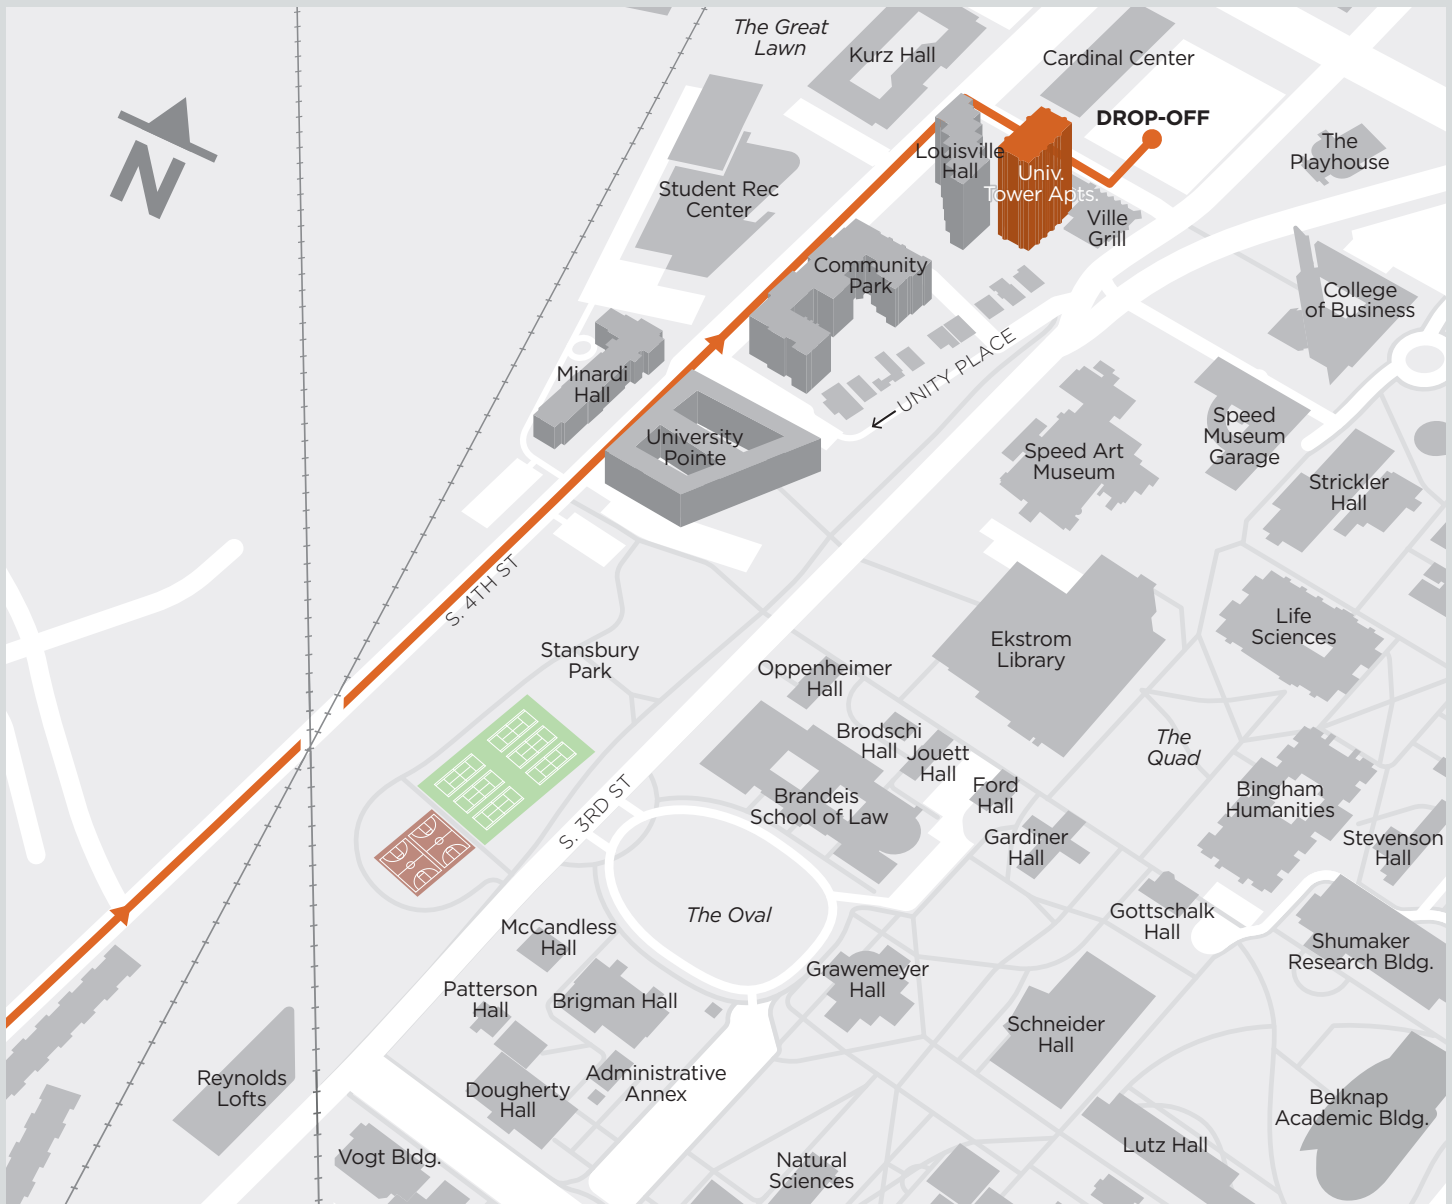 The Great
Lawn
Kurz Hall
Cardinal Center
DROP-OFF
The
Playhouse
Louisville
Hall
Univ.
Tower Apts.
Ville
Grill
Student Rec
Center
N
Community
Park
College
of Business
UNITY PLACE
Minardi
Hall
University
Pointe
Speed Art
Museum
Speed
Museum
Garage
Strickler
Hall
S. 4TH ST
Stansbury
Park
Life
Sciences
Ekstrom
Library
Oppenheimer
Hall
Brodschi
Hall
Jouett
Hall
The
Quad
Ford
Hall
Bingham
Humanities
Brandeis
School of Law
S. 3RD ST
Gardiner
Hall
Stevenson
Hall
The Oval
McCandless
Hall
Gottschalk
Hall
Shumaker
Research Bldg.
Grawemeyer
Hall
Patterson
Hall
Brigman Hall
Schneider
Hall
Reynolds
Lofts
Dougherty
Hall
Administrative
Annex
Belknap
Academic Bldg.
Vogt Bldg.
Natural
Sciences
Lutz Hall